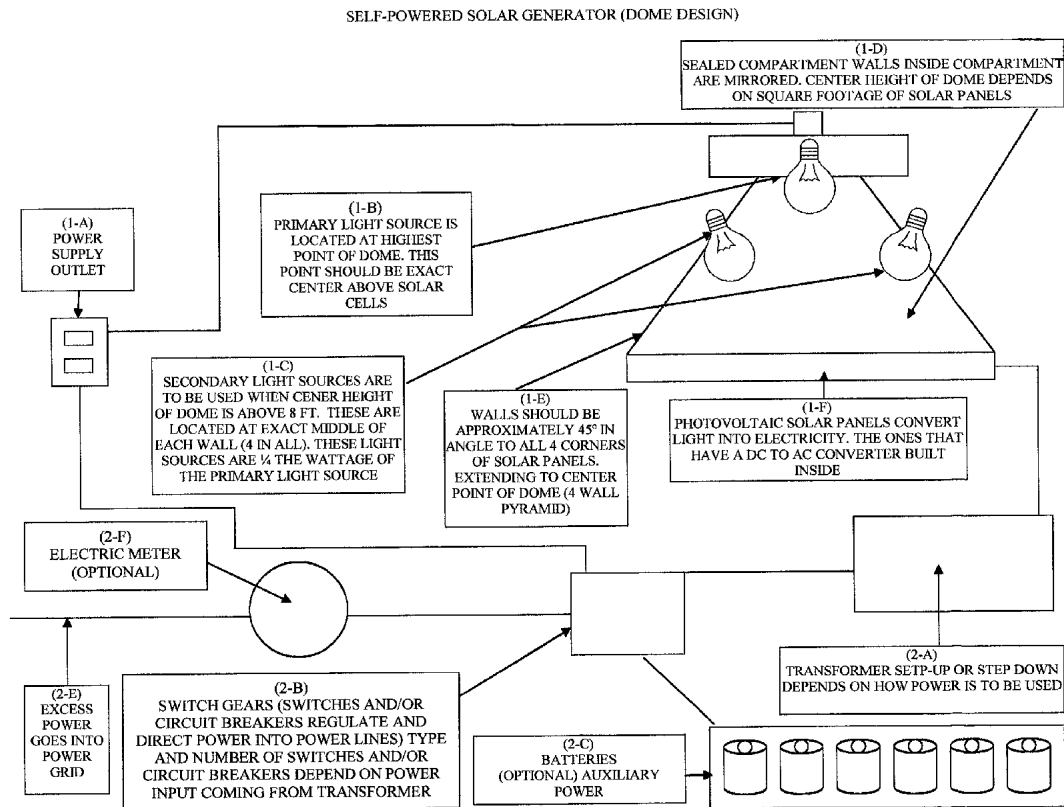 SELF-POWERED SOLAR GENERATOR (DOME DESIGN)
(1-D)
SEALED COMPARTMENT WALLS INSIDE COMPARTMENT
ARE MIRRORED. CENTER HEIGHT OF DOME DEPENDS
ON SQUARE FOOTAGE OF SOLAR PANELS
(1-B)
PRIMARY LIGHT SOURCE IS
LOCATED AT HIGHEST
POINT OF DOME. THIS
POINT SHOULD BE EXACT
CENTER ABOVE SOLAR
CELLS
(1-A)
POWER
SUPPLY
OUTLET
(1-C)
SECONDARY LIGHT SOURCES ARE
TO BE USED WHEN CENER HEIGHT
OF DOME IS ABOVE 8 FT. THESE ARE
LOCATED AT EXACT MIDDLE OF
EACH WALL (4 IN ALL). THESE LIGHT
SOURCES ARE ¼ THE WATTAGE OF
THE PRIMARY LIGHT SOURCE
(1-E)
WALLS SHOULD BE
APPROXIMATELY 45° IN
ANGLE TO ALL 4 CORNERS
OF SOLAR PANELS.
EXTENDING TO CENTER
POINT OF DOME (4 WALL
PYRAMID)
(1-F)
PHOTOVOLTAIC SOLAR PANELS CONVERT
LIGHT INTO ELECTRICITY. THE ONES THAT
HAVE A DC TO AC CONVERTER BUILT
INSIDE
(2-F)
ELECTRIC METER
(OPTIONAL)
(2-E)
EXCESS
POWER
GOES INTO
POWER
GRID
(2-B)
SWITCH GEARS (SWITCHES AND/OR
CIRCUIT BREAKERS REGULATE AND
DIRECT POWER INTO POWER LINES) TYPE
AND NUMBER OF SWITCHES AND/OR
CIRCUIT BREAKERS DEPEND ON POWER
INPUT COMING FROM TRANSFORMER
(2-A)
TRANSFORMER SETP-UP OR STEP DOWN
DEPENDS ON HOW POWER IS TO BE USED
(2-C)
BATTERIES
(OPTIONAL) AUXILIARY
POWER